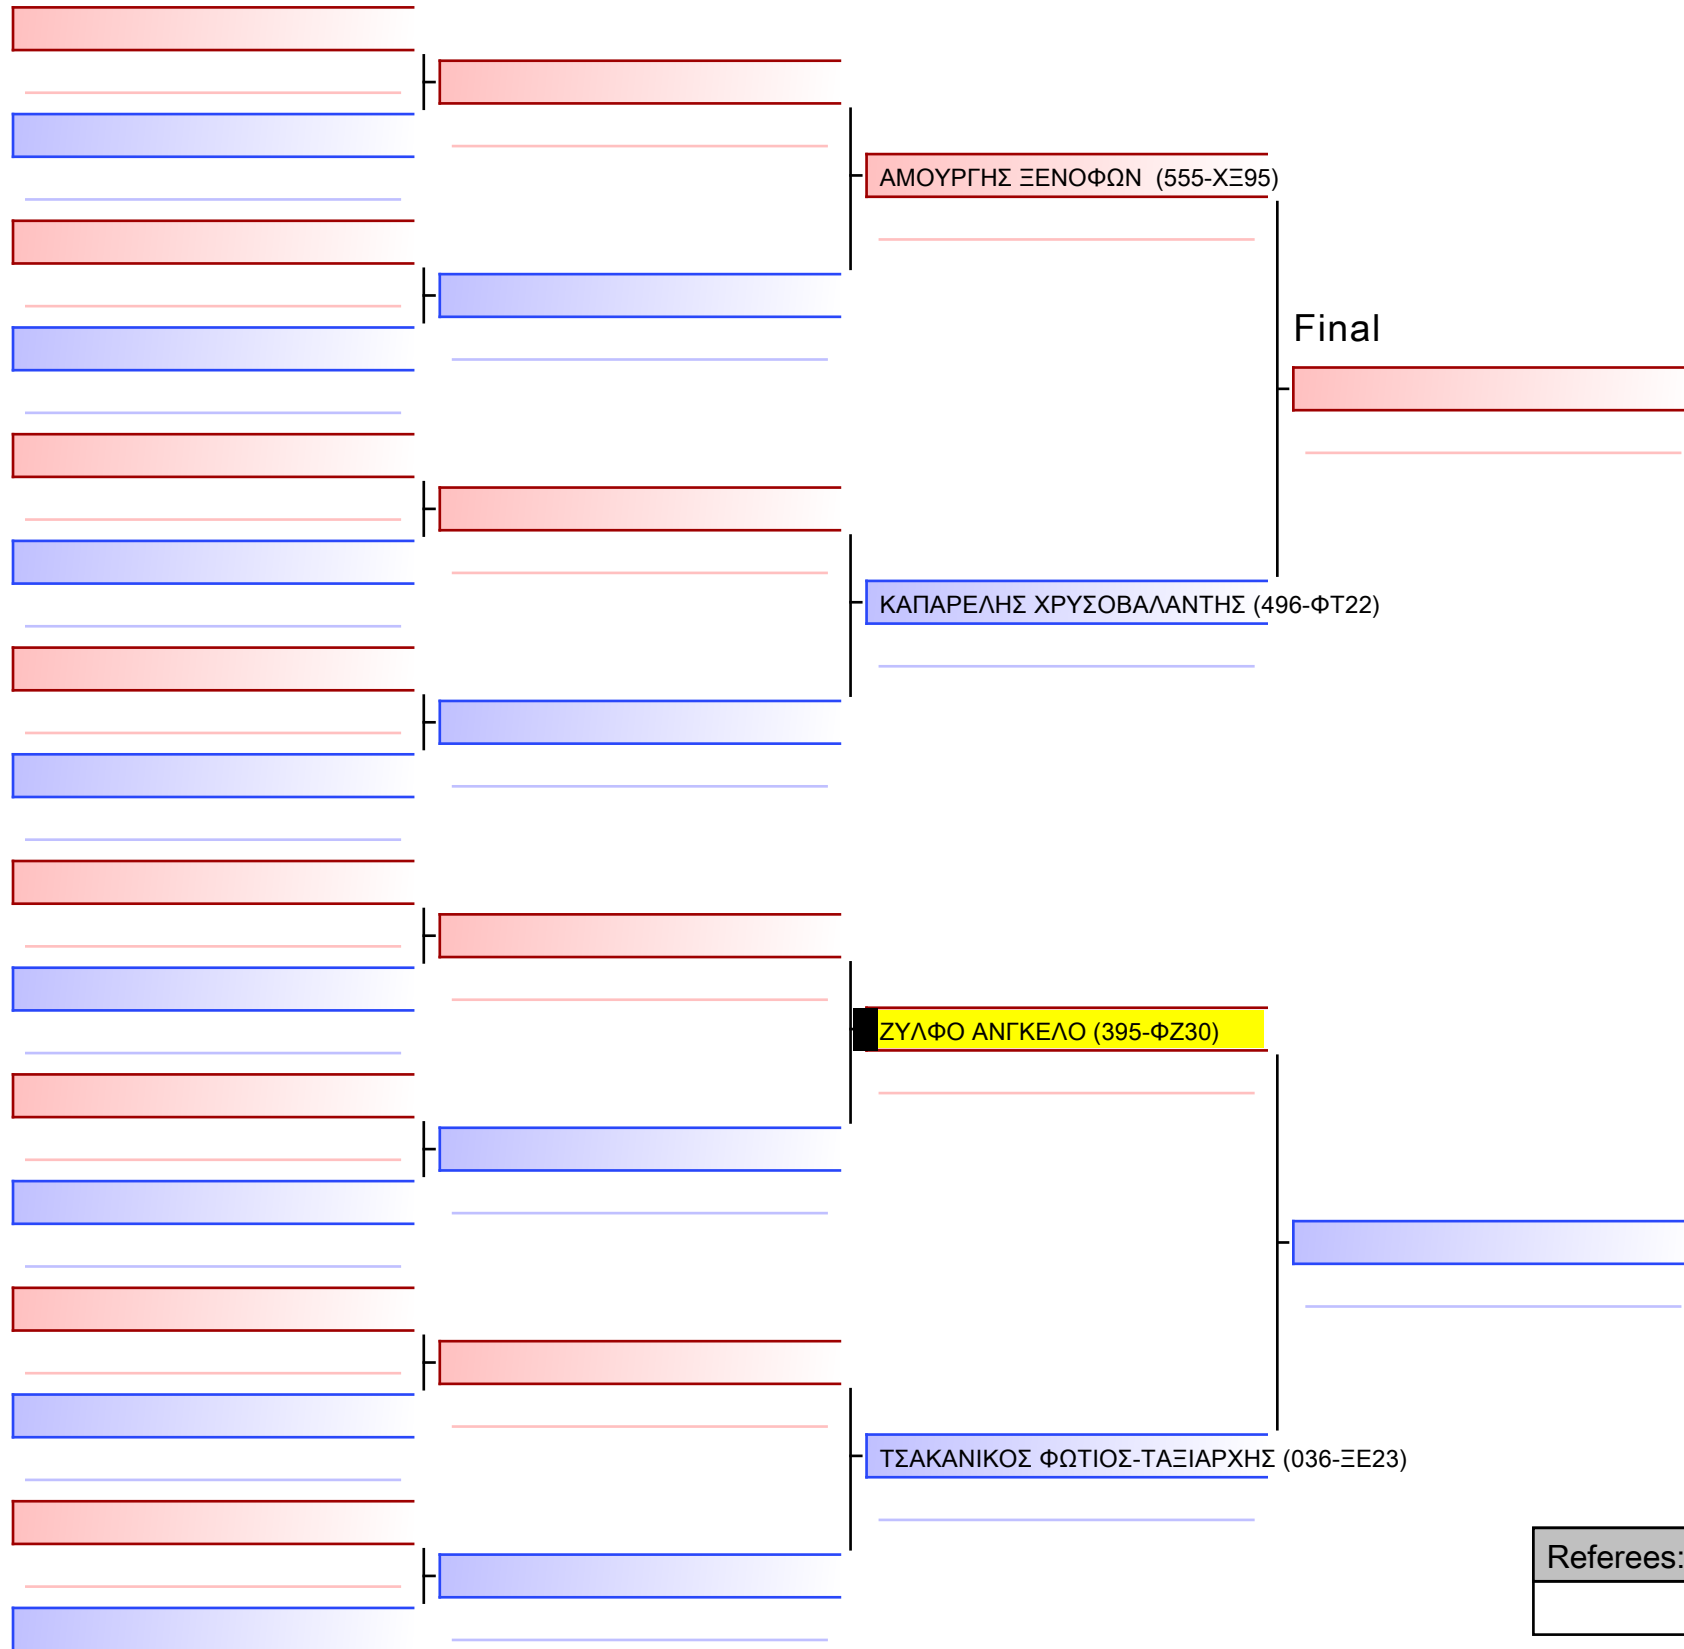 ΑΜΟΥΡΓΗΣ ΞΕΝΟΦΩΝ (555-ΧΞ95)
Final
ΚΑΠΑΡΕΛΗΣ ΧΡΥΣΟΒΑΛΑΝΤΗΣ (496-ΦΤ22)
ΖΥΛΦΟ ΑΝΓΚΕΛΟ (395-ΦΖ30)
ΤΣΑΚΑΝΙΚΟΣ ΦΩΤΙΟΣ-ΤΑΞΙΑΡΧΗΣ (036-ΞΕ23)
Referees: